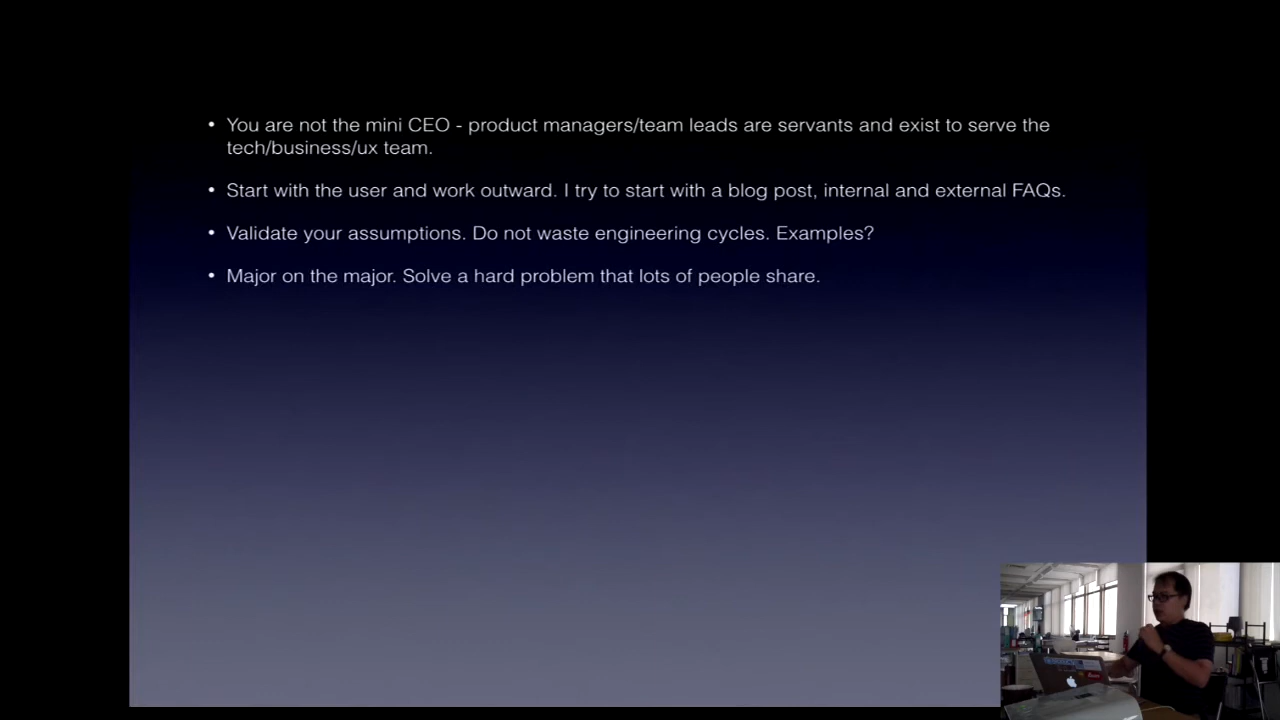 • You are not the mini CEO - product managers/team leads are servants and exist to serve the
tech/business/ux team.
• Start with the user and work outward. I try to start with a blog post, internal and external FAQs.
• Validate your assumptions. Do not waste engineering cycles. Examples?
• Major on the major. Solve a hard problem that lots of people share.